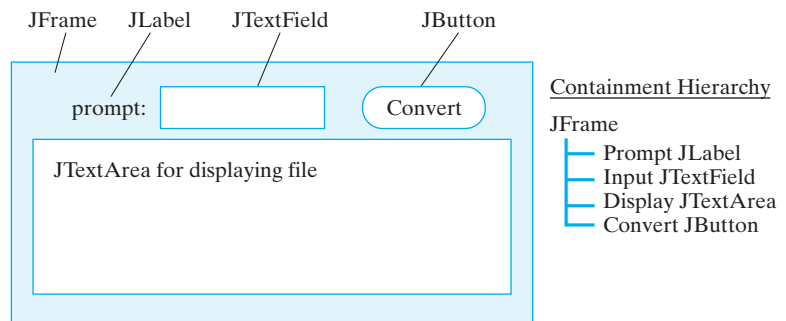 JFrame JLabel JTextField JButton
prompt: Convert
JTextArea for displaying file
Containment Hierarchy
JFrame
Prompt JLabel
Input JTextField
Display JTextArea
Convert JButton